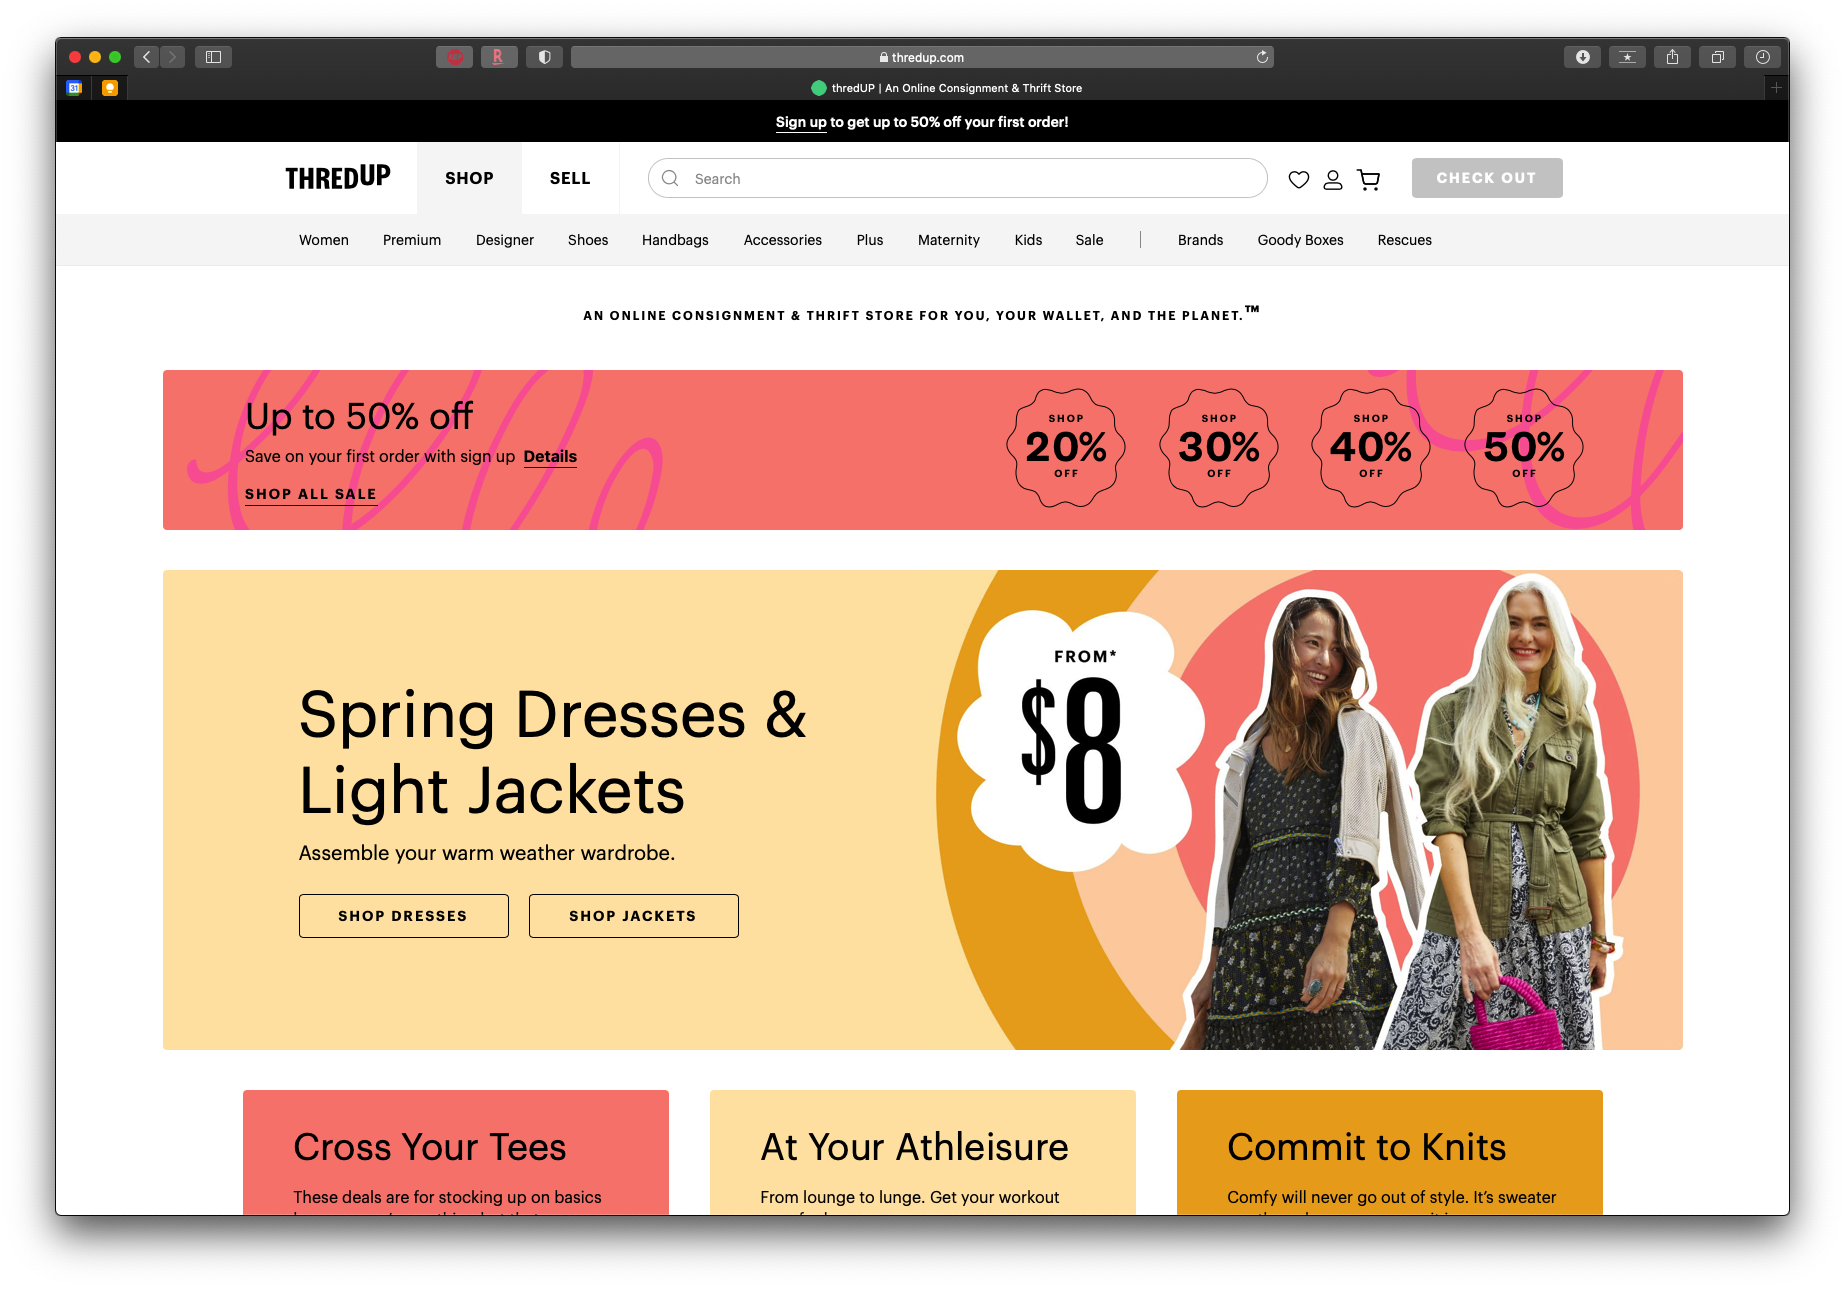 thredup.com
31
thredUP | An Online Consignment & Thrift Store
Sign up to get up to 50% off your first order!
THREDUP
SHOP
SELL
Search
CHECK OUT
Women
Premium
Designer
Shoes
Handbags
Accessories
Plus
Maternity
Kids
Sale
Brands
Goody Boxes
Rescues
AN ONLINE CONSIGNMENT & THRIFT STORE FOR YOU, YOUR WALLET, AND THE PLANET.™
Up to 50% off
Save on your first order with sign up Details
SHOP ALL SALE
SHOP
20%
OFF
SHOP
30%
OFF
SHOP
40%
OFF
SHOP
50%
OFF
Spring Dresses &
Light Jackets
Assemble your warm weather wardrobe.
SHOP DRESSES
SHOP JACKETS
FROM*
$8
Cross Your Tees
These deals are for stocking up on basics
At Your Athleisure
From lounge to lunge. Get your workout
Commit to Knits
Comfy will never go out of style. It's sweater